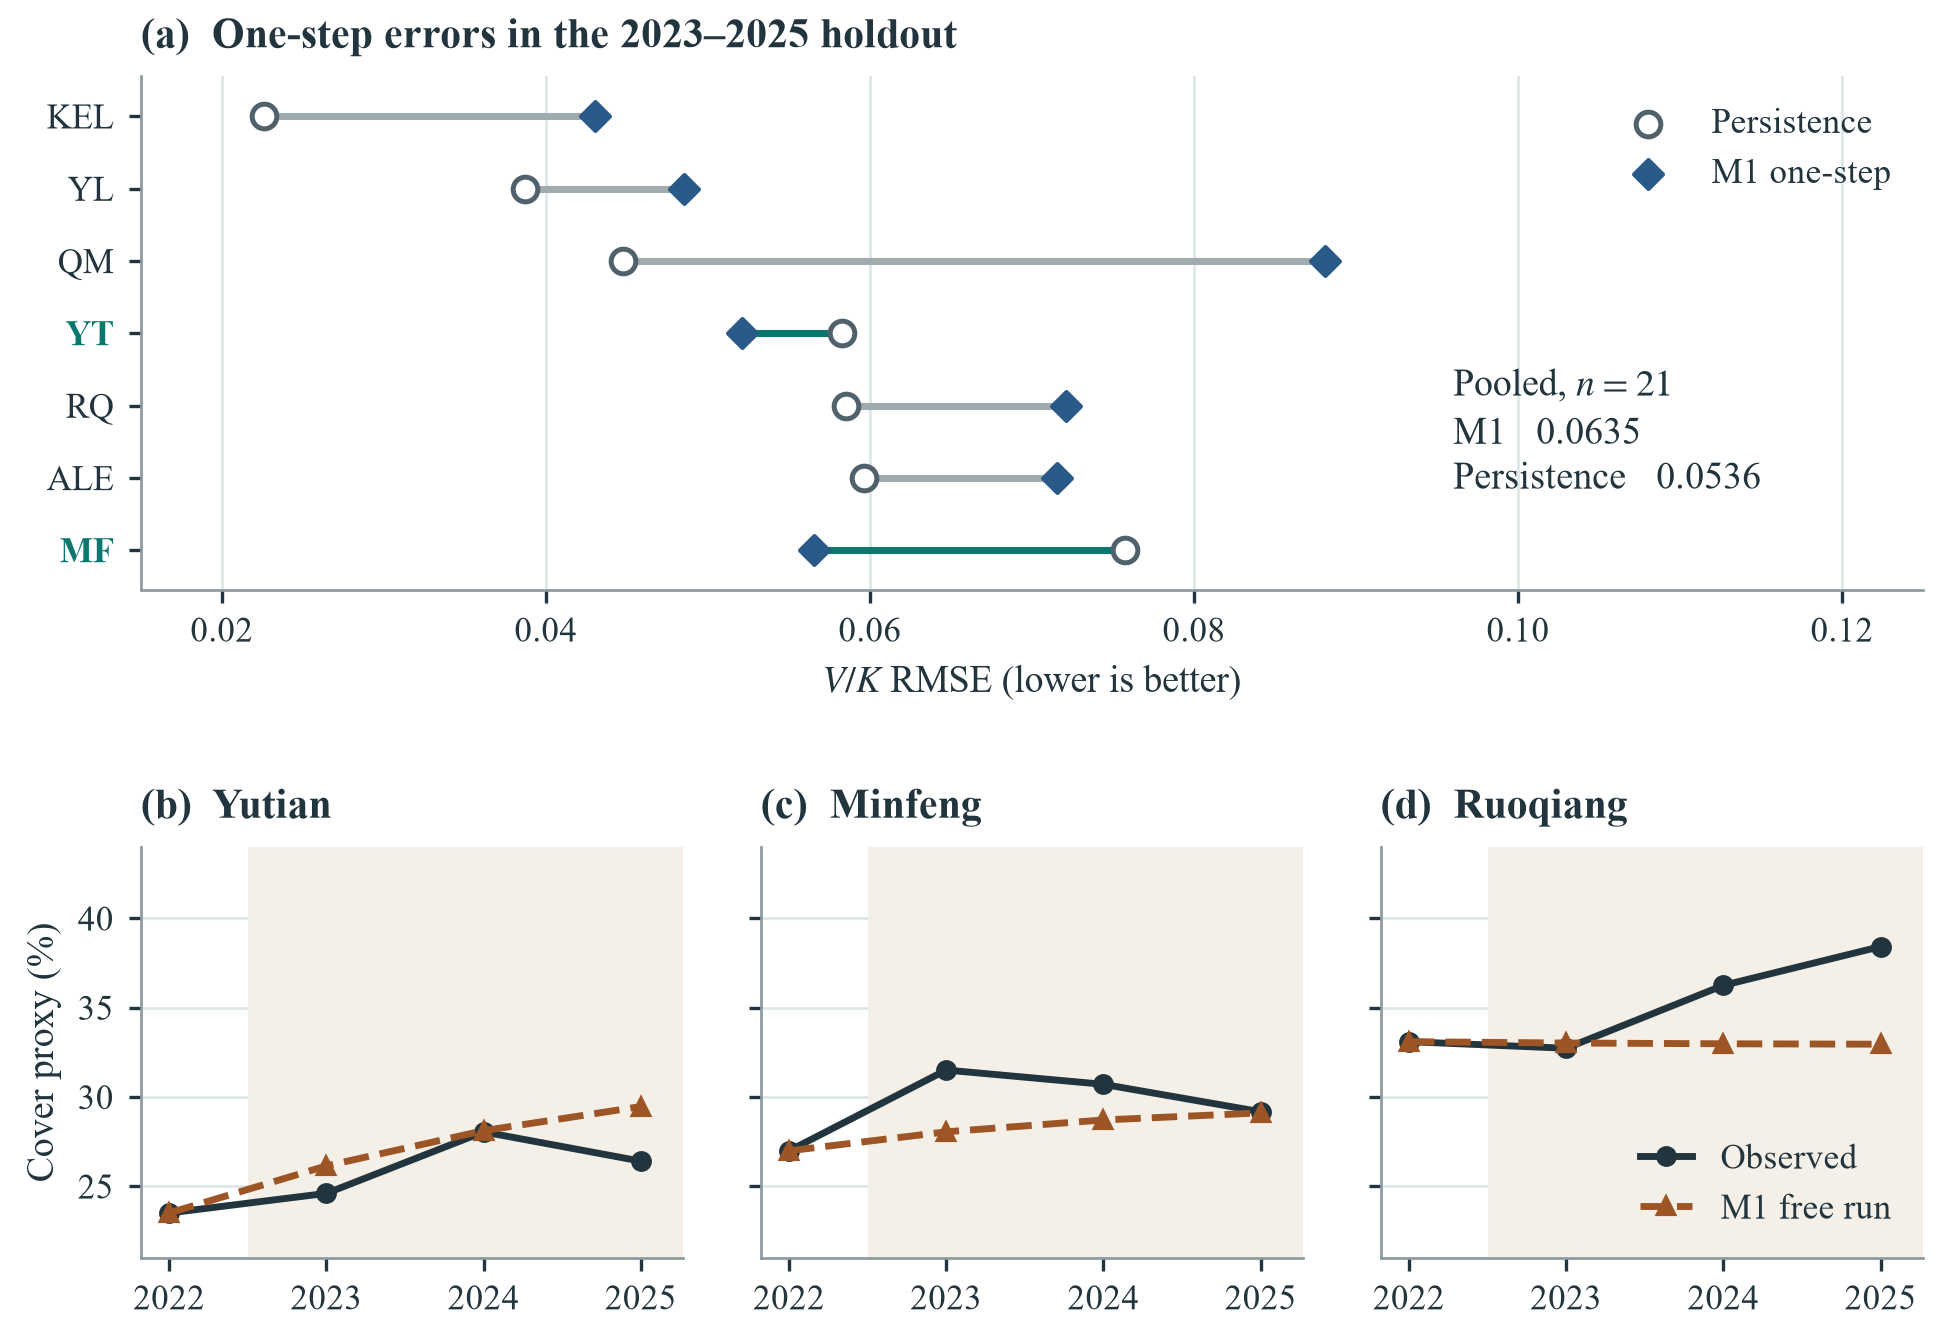 (a) One-step errors in the 2023–2025 holdout
KEL
YL
QM
YT
RQ
ALE
MF
Persistence
M1 one-step
Pooled, n = 21
M1 0.0635
Persistence 0.0536
0.02 0.04 0.06 0.08 0.10 0.12
V/K RMSE (lower is better)
(b) Yutian
(c) Minfeng
(d) Ruoqiang
Cover proxy (%)
40
35
30
25
Observed
M1 free run
2022 2023 2024 2025
2022 2023 2024 2025
2022 2023 2024 2025